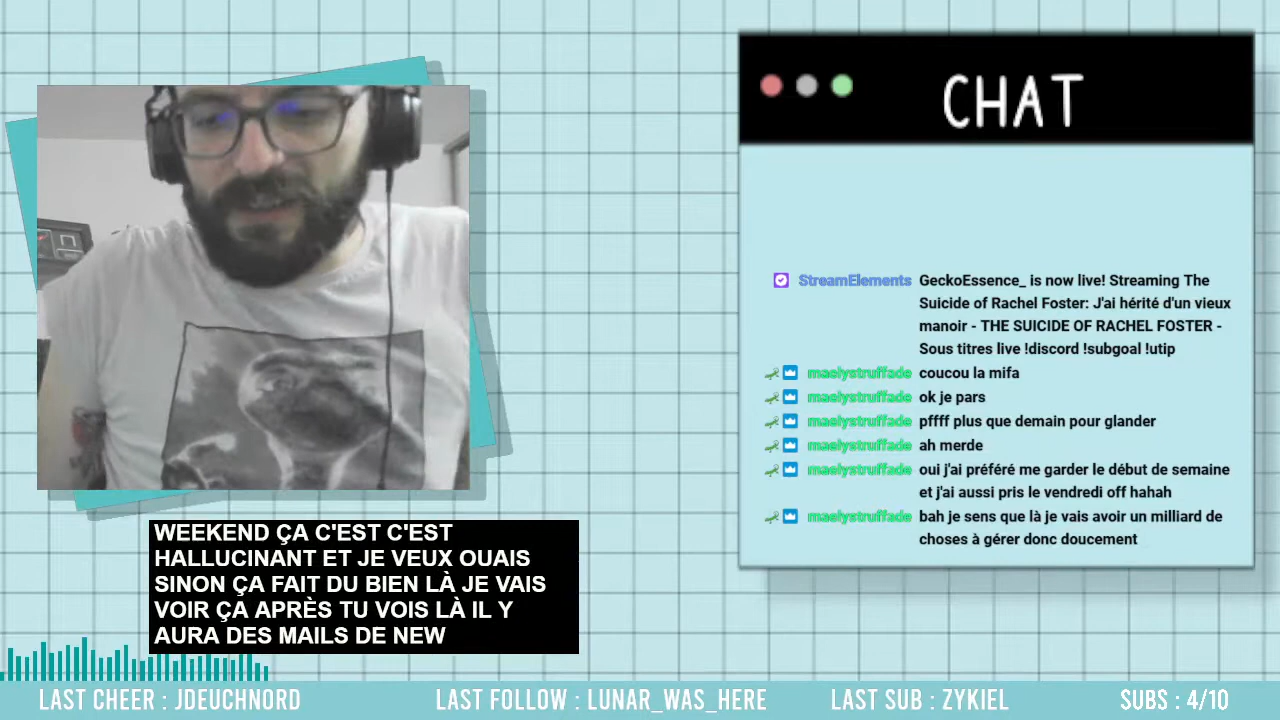 CHAT
StreamElements GeckoEssence_ is now live! Streaming The
Suicide of Rachel Foster: J'ai hérité d'un vieux
manoir - THE SUICIDE OF RACHEL FOSTER -
Sous titres live !discord !subgoal !utip
maelystruffade coucou la mifa
maelystruffade ok je pars
maelystruffade pffff plus que demain pour glander
maelystruffade ah merde
maelystruffade oui j'ai préféré me garder le début de semaine
et j'ai aussi pris le vendredi off hahah
maelystruffade bah je sens que là je vais avoir un milliard de
choses à gérer donc doucement
WEEKEND ÇA C'EST C'EST
HALLUCINANT ET JE VEUX OUAIS
SINON ÇA FAIT DU BIEN LÀ JE VAIS
VOIR ÇA APRÈS TU VOIS LÀ IL Y
AURA DES MAILS DE NEW
LAST CHEER : JDEUCHNORD
LAST FOLLOW : LUNAR_WAS_HERE
LAST SUB : ZYKIEL
SUBS : 4/10